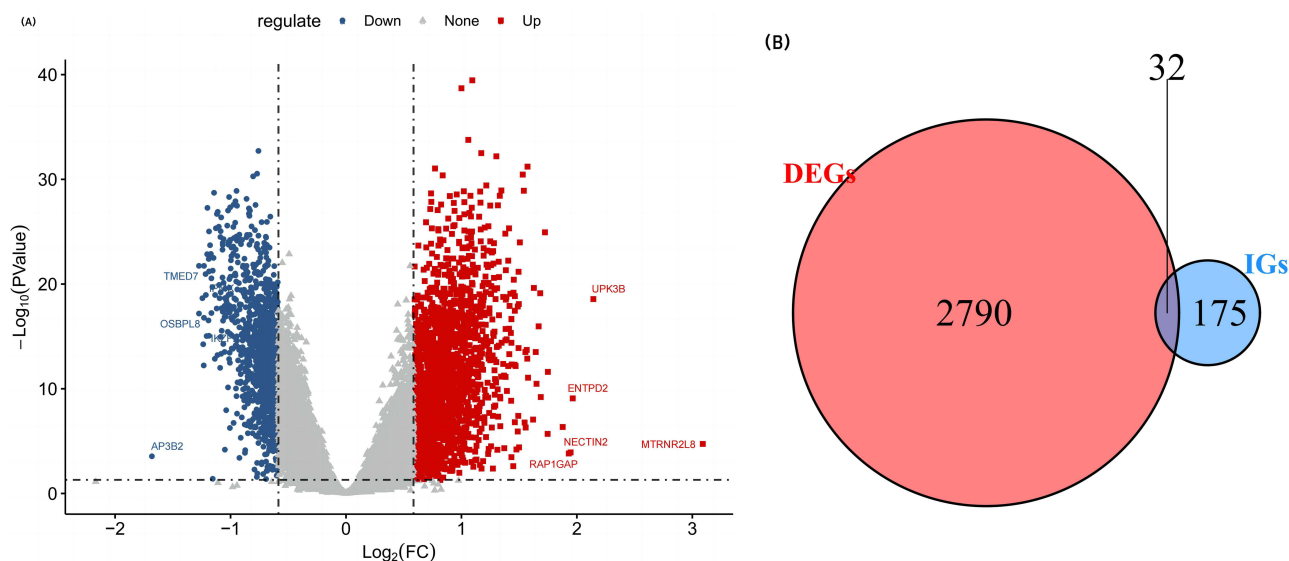 (A)
regulate Down None Up
40
30
20
10
0
−Log10(PValue)
TMED7
OSBPL8
AP3B2
UPK3B
ENTPD2
NECTIN2
MTRNR2L8
RAP1GAP
−2 −1 0 1 2 3
Log2(FC)
(B)
32
DEGs
IGs
2790
175